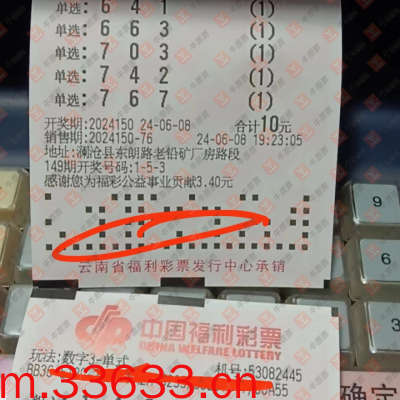 单选: 6 4 1 (1)
单选: 6 6 3 (1)
单选: 7 0 3 (1)
单选: 7 4 2 (1)
单选: 7 6 7 (1)
开奖期:2024150 24-06-08 合计10元
销售期:2024150-76 24-06-08 19:23:05
地址:澜沧县东朗路老铅矿厂房路段
149期开奖号码:1-5-3
感谢您为福彩公益事业贡献3.40元
云南省福利彩票发行中心承销
9
6
3
中国福利彩票
CHINA WELFARE LOTTERY
玩法:数字3-单式 机号:53082445
m.33633.cn
确定